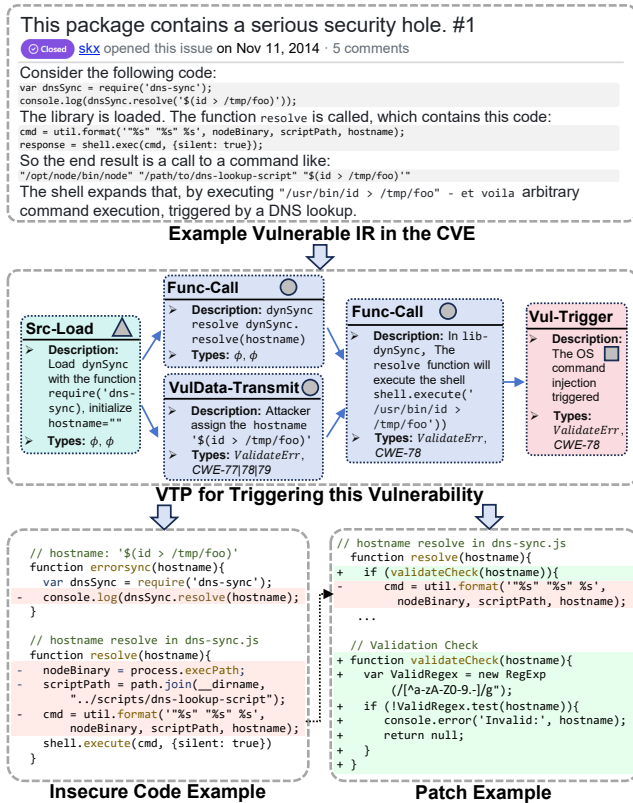 This package contains a serious security hole. #1
Closed skx opened this issue on Nov 11, 2014 · 5 comments
Consider the following code:
var dnsSync = require('dns-sync');
console.log(dnsSync.resolve('$(id > /tmp/foo)'));
The library is loaded. The function resolve is called, which contains this code:
cmd = util.format('"%s" "%s" %s', nodeBinary, scriptPath, hostname);
response = shell.exec(cmd, {silent: true});
So the end result is a call to a command like:
"/opt/node/bin/node" "/path/to/dns-lookup-script" "$(id > /tmp/foo)'"
The shell expands that, by executing "/usr/bin/id > /tmp/foo" - et voila arbitrary
command execution, triggered by a DNS lookup.
Example Vulnerable IR in the CVE
Src-Load
➢ Description:
Load dynSync
with the function
require('dns-
sync), initialize
hostname=""
➢ Types: ϕ, ϕ
Func-Call
➢ Description: dynSync
resolve dynSync.
resolve(hostname)
➢ Types: ϕ, ϕ
VulData-Transmit
Description: Attacker
assign the hostname
'$(id > /tmp/foo)'
➢ Types: ValidateErr,
CWE-77|78|79
Func-Call
➢ Description: In lib-
dynSync, The
resolve function will
execute the shell
shell.execute('
/usr/bin/id >
/tmp/foo'))
➢ Types: ValidateErr,
CWE-78
Vul-Trigger
➢ Description:
The OS
command
injection
triggered
➢ Types:
ValidateErr,
CWE-78
VTP for Triggering this Vulnerability
// hostname: '$(id > /tmp/foo)'
function errorsync(hostname){
var dnsSync = require('dns-sync');
- console.log(dnsSync.resolve(hostname);
}
// hostname resolve in dns-sync.js
function resolve(hostname){
- nodeBinary = process.execPath;
- scriptPath = path.join(__dirname,
"../scripts/dns-lookup-script");
- cmd = util.format('"%s" "%s" %s',
nodeBinary, scriptPath, hostname);
shell.execute(cmd, {silent: true})
}
Insecure Code Example
// hostname resolve in dns-sync.js
function resolve(hostname){
+ if (validateCheck(hostname)){
- cmd = util.format('"%s" "%s" %s',
nodeBinary, scriptPath, hostname);
...
// Validation Check
+ function validateCheck(hostname){
+ var ValidRegex = new RegExp
(/[^a-zA-Z0-9.-]/g");
+ if (!ValidRegex.test(hostname)){
+ console.error('Invalid:', hostname);
+ return null;
+ }
+ }
Patch Example